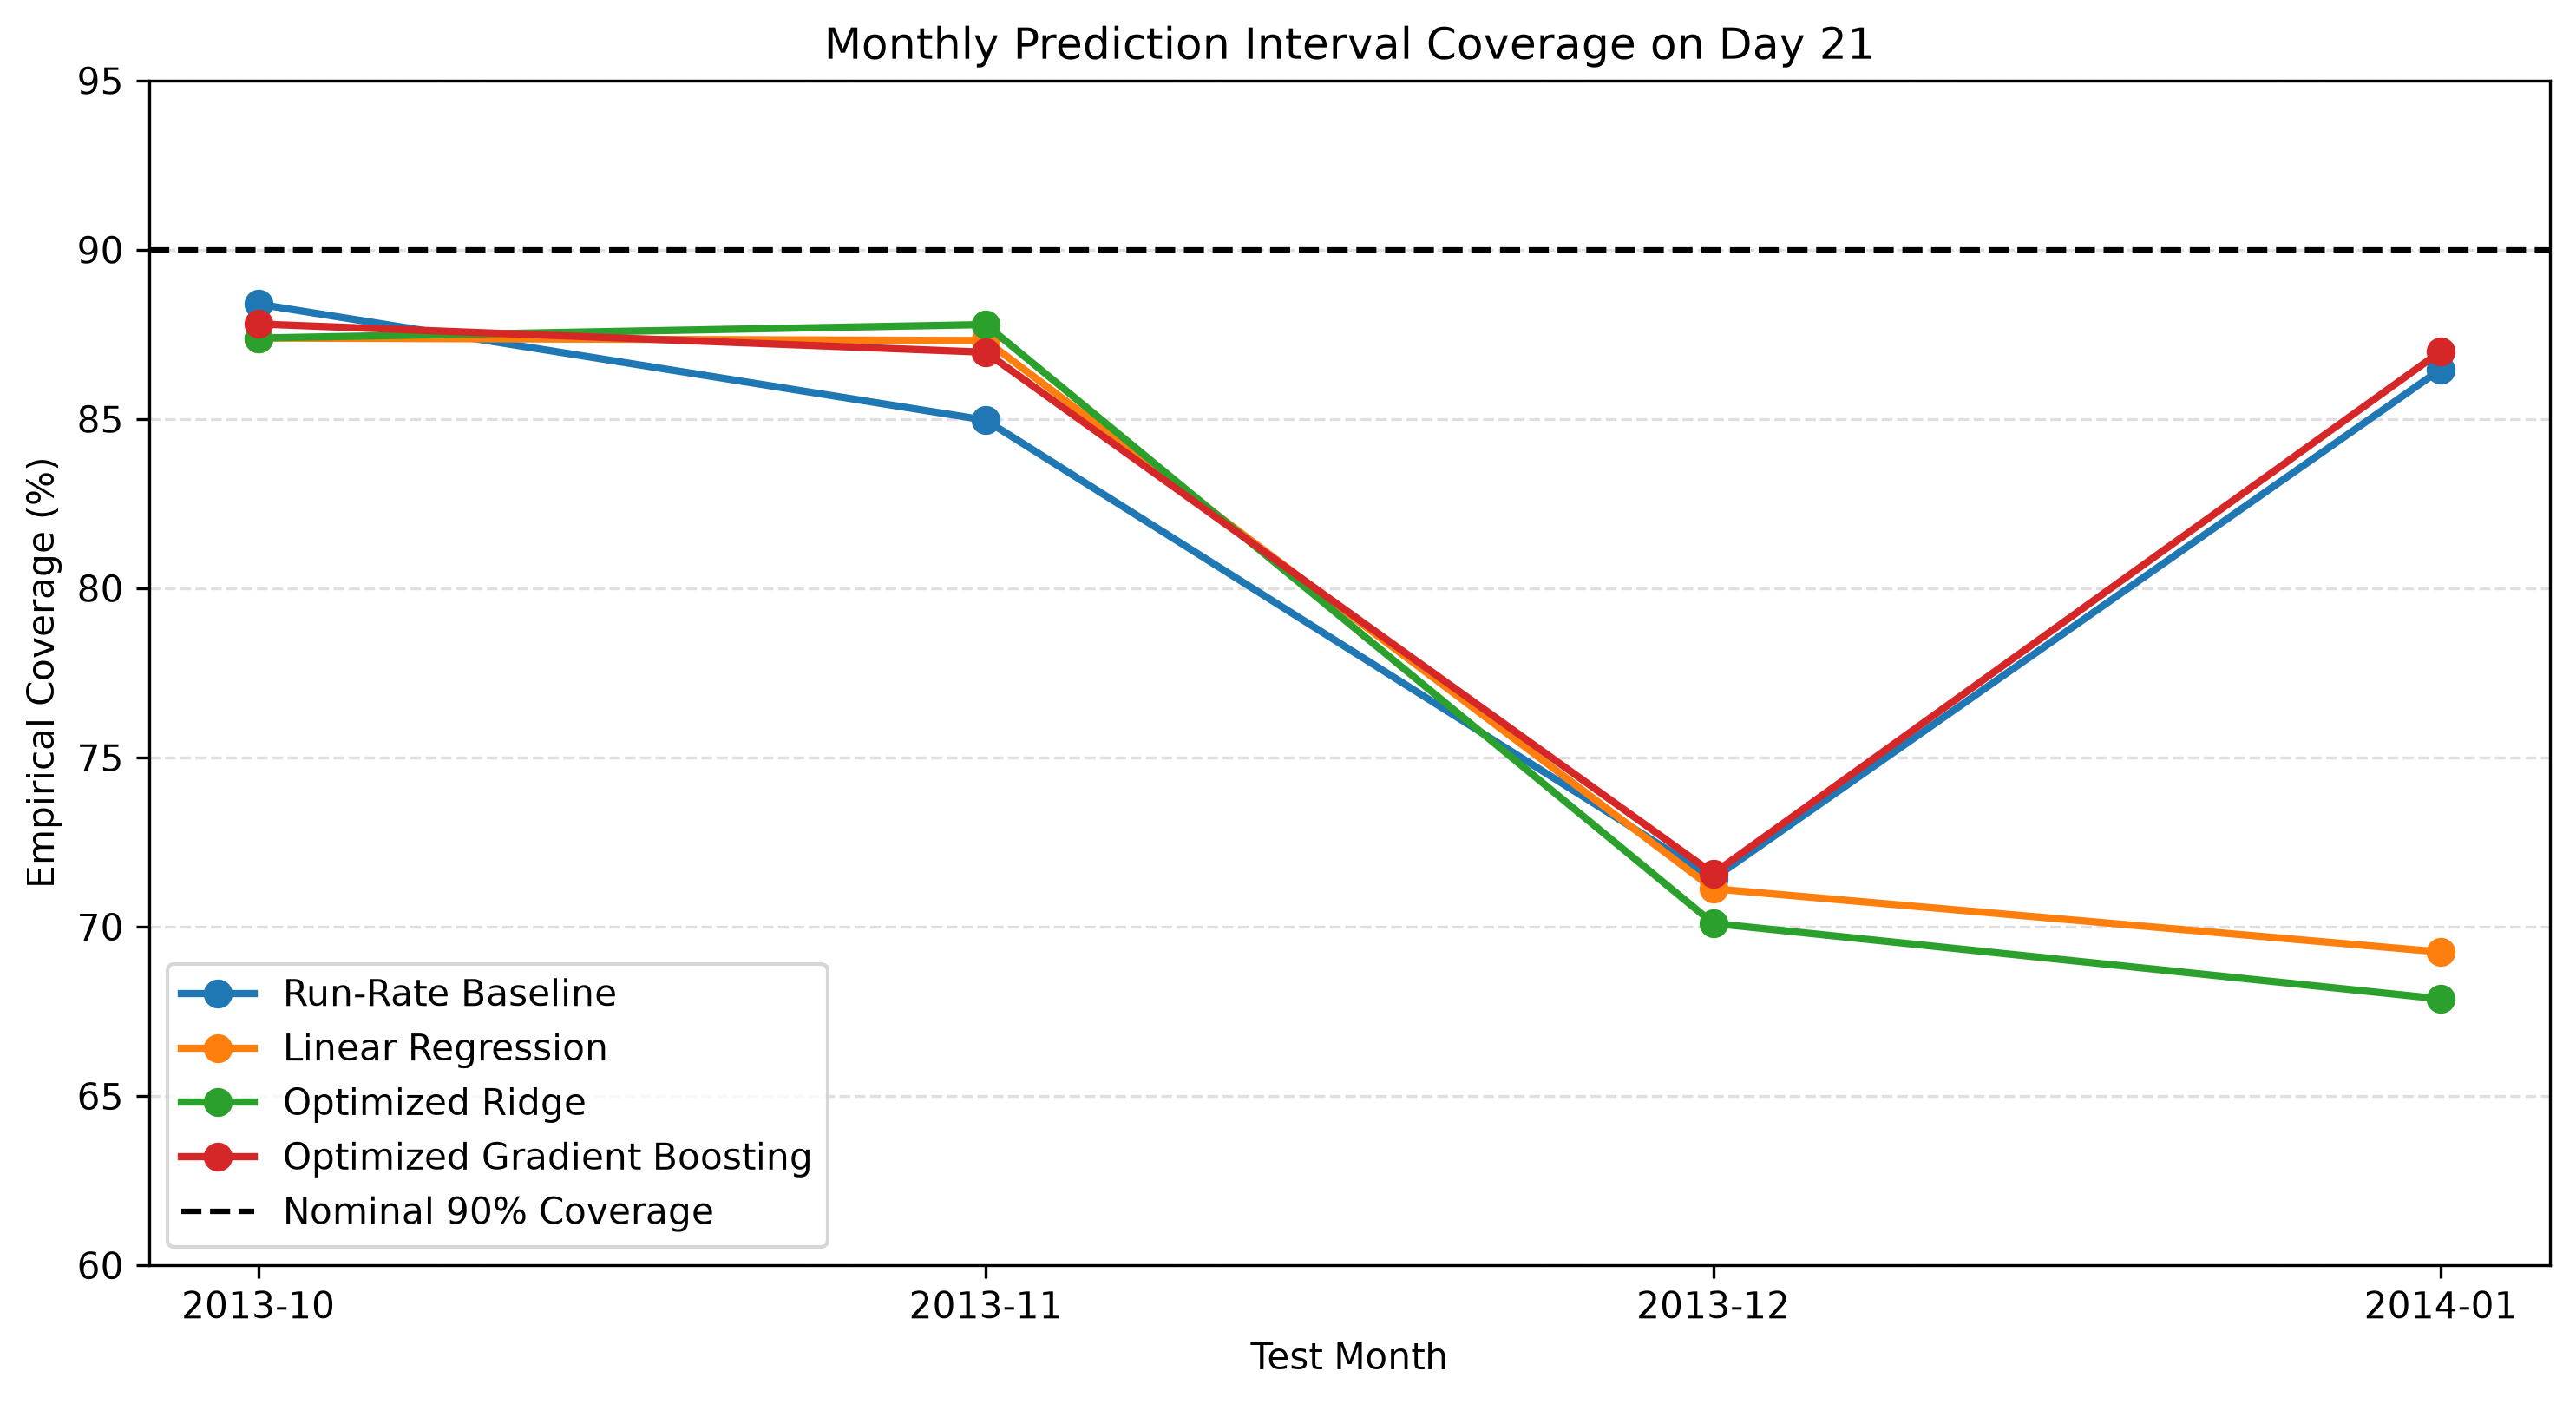 Monthly Prediction Interval Coverage on Day 21
95
90
85
80
75
70
65
60
Empirical Coverage (%)
Run-Rate Baseline
Linear Regression
Optimized Ridge
Optimized Gradient Boosting
Nominal 90% Coverage
2013-10 2013-11 2013-12 2014-01
Test Month